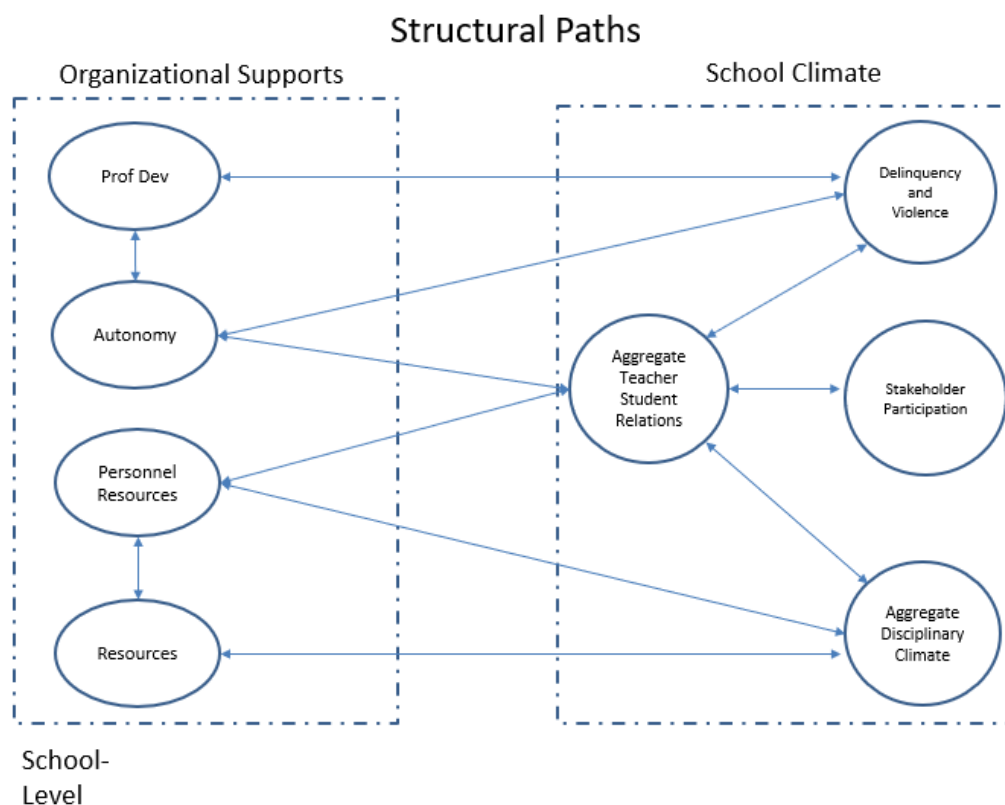 Structural Paths
Organizational Supports
School Climate
Prof Dev
Delinquency
and
Violence
Autonomy
Aggregate
Teacher
Student
Relations
Stakeholder
Participation
Personnel
Resources
Resources
Aggregate
Disciplinary
Climate
School-
Level